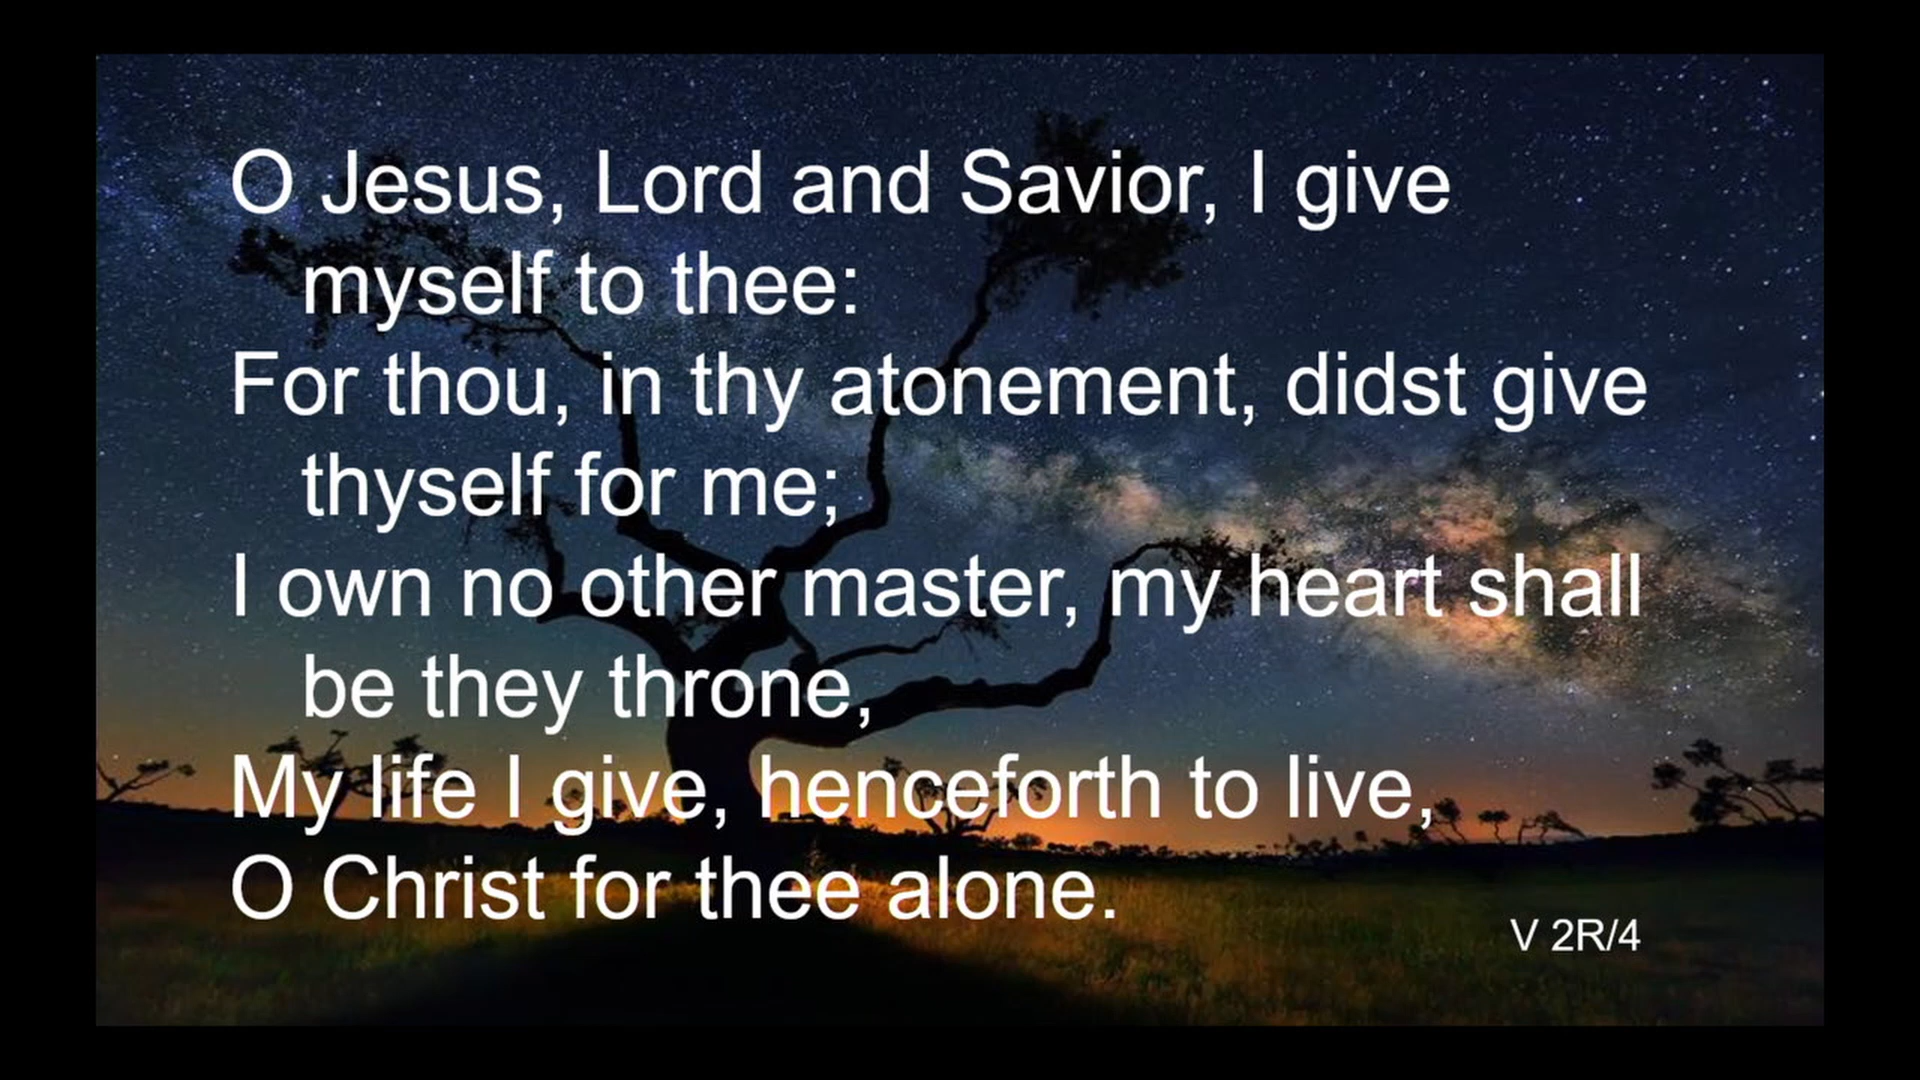 O Jesus, Lord and Savior, I give
myself to thee:
For thou, in thy atonement, didst give
thyself for me;
I own no other master, my heart shall
be they throne,
My life I give, henceforth to live,
O Christ for thee alone.
V 2R/4